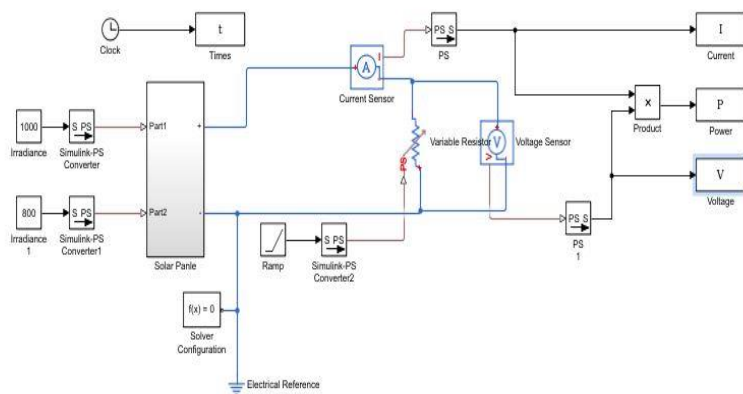 t
Clock
Times
PS S
PS
I
Current
A
I
Current Sensor
1000
Irradiance
S PS
Simulink-PS
Converter
Part1
+
×
Product
P
Power
PS
Variable Resistor
V
V
Voltage Sensor
V
Voltage
800
Irradiance
1
S PS
Simulink-PS
Converter1
Part2
-
Solar Panle
Ramp
S PS
Simulink-PS
Converter2
PS S
PS
1
f(x) = 0
Solver
Configuration
Electrical Reference